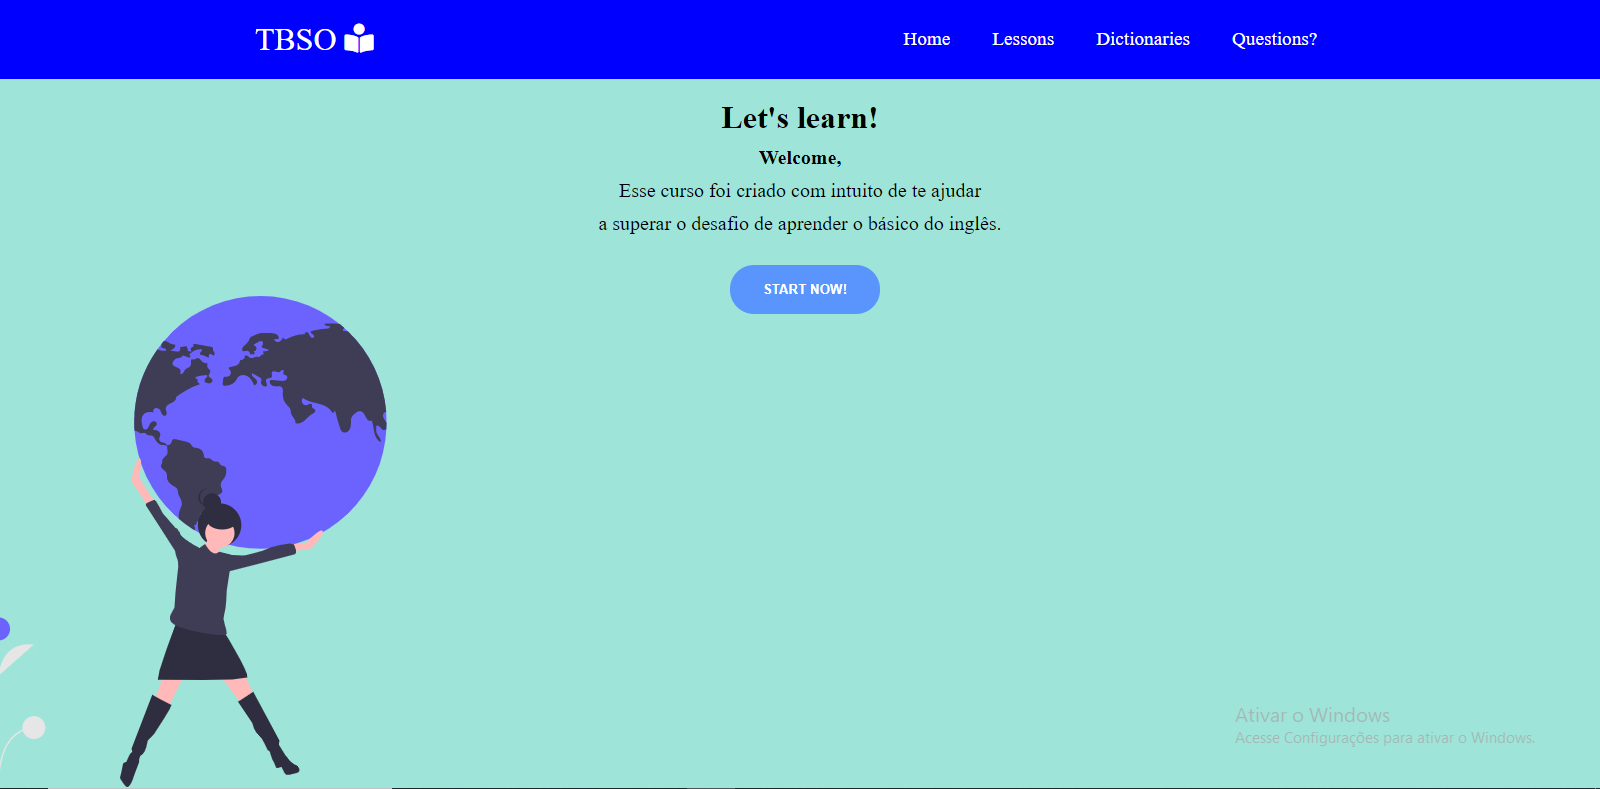 TBSO
Home Lessons Dictionaries Questions?
Let's learn!
Welcome,
Esse curso foi criado com intuito de te ajudar
a superar o desafio de aprender o básico do inglês.
START NOW!
Ativar o Windows
Acesse Configurações para ativar o Windows.